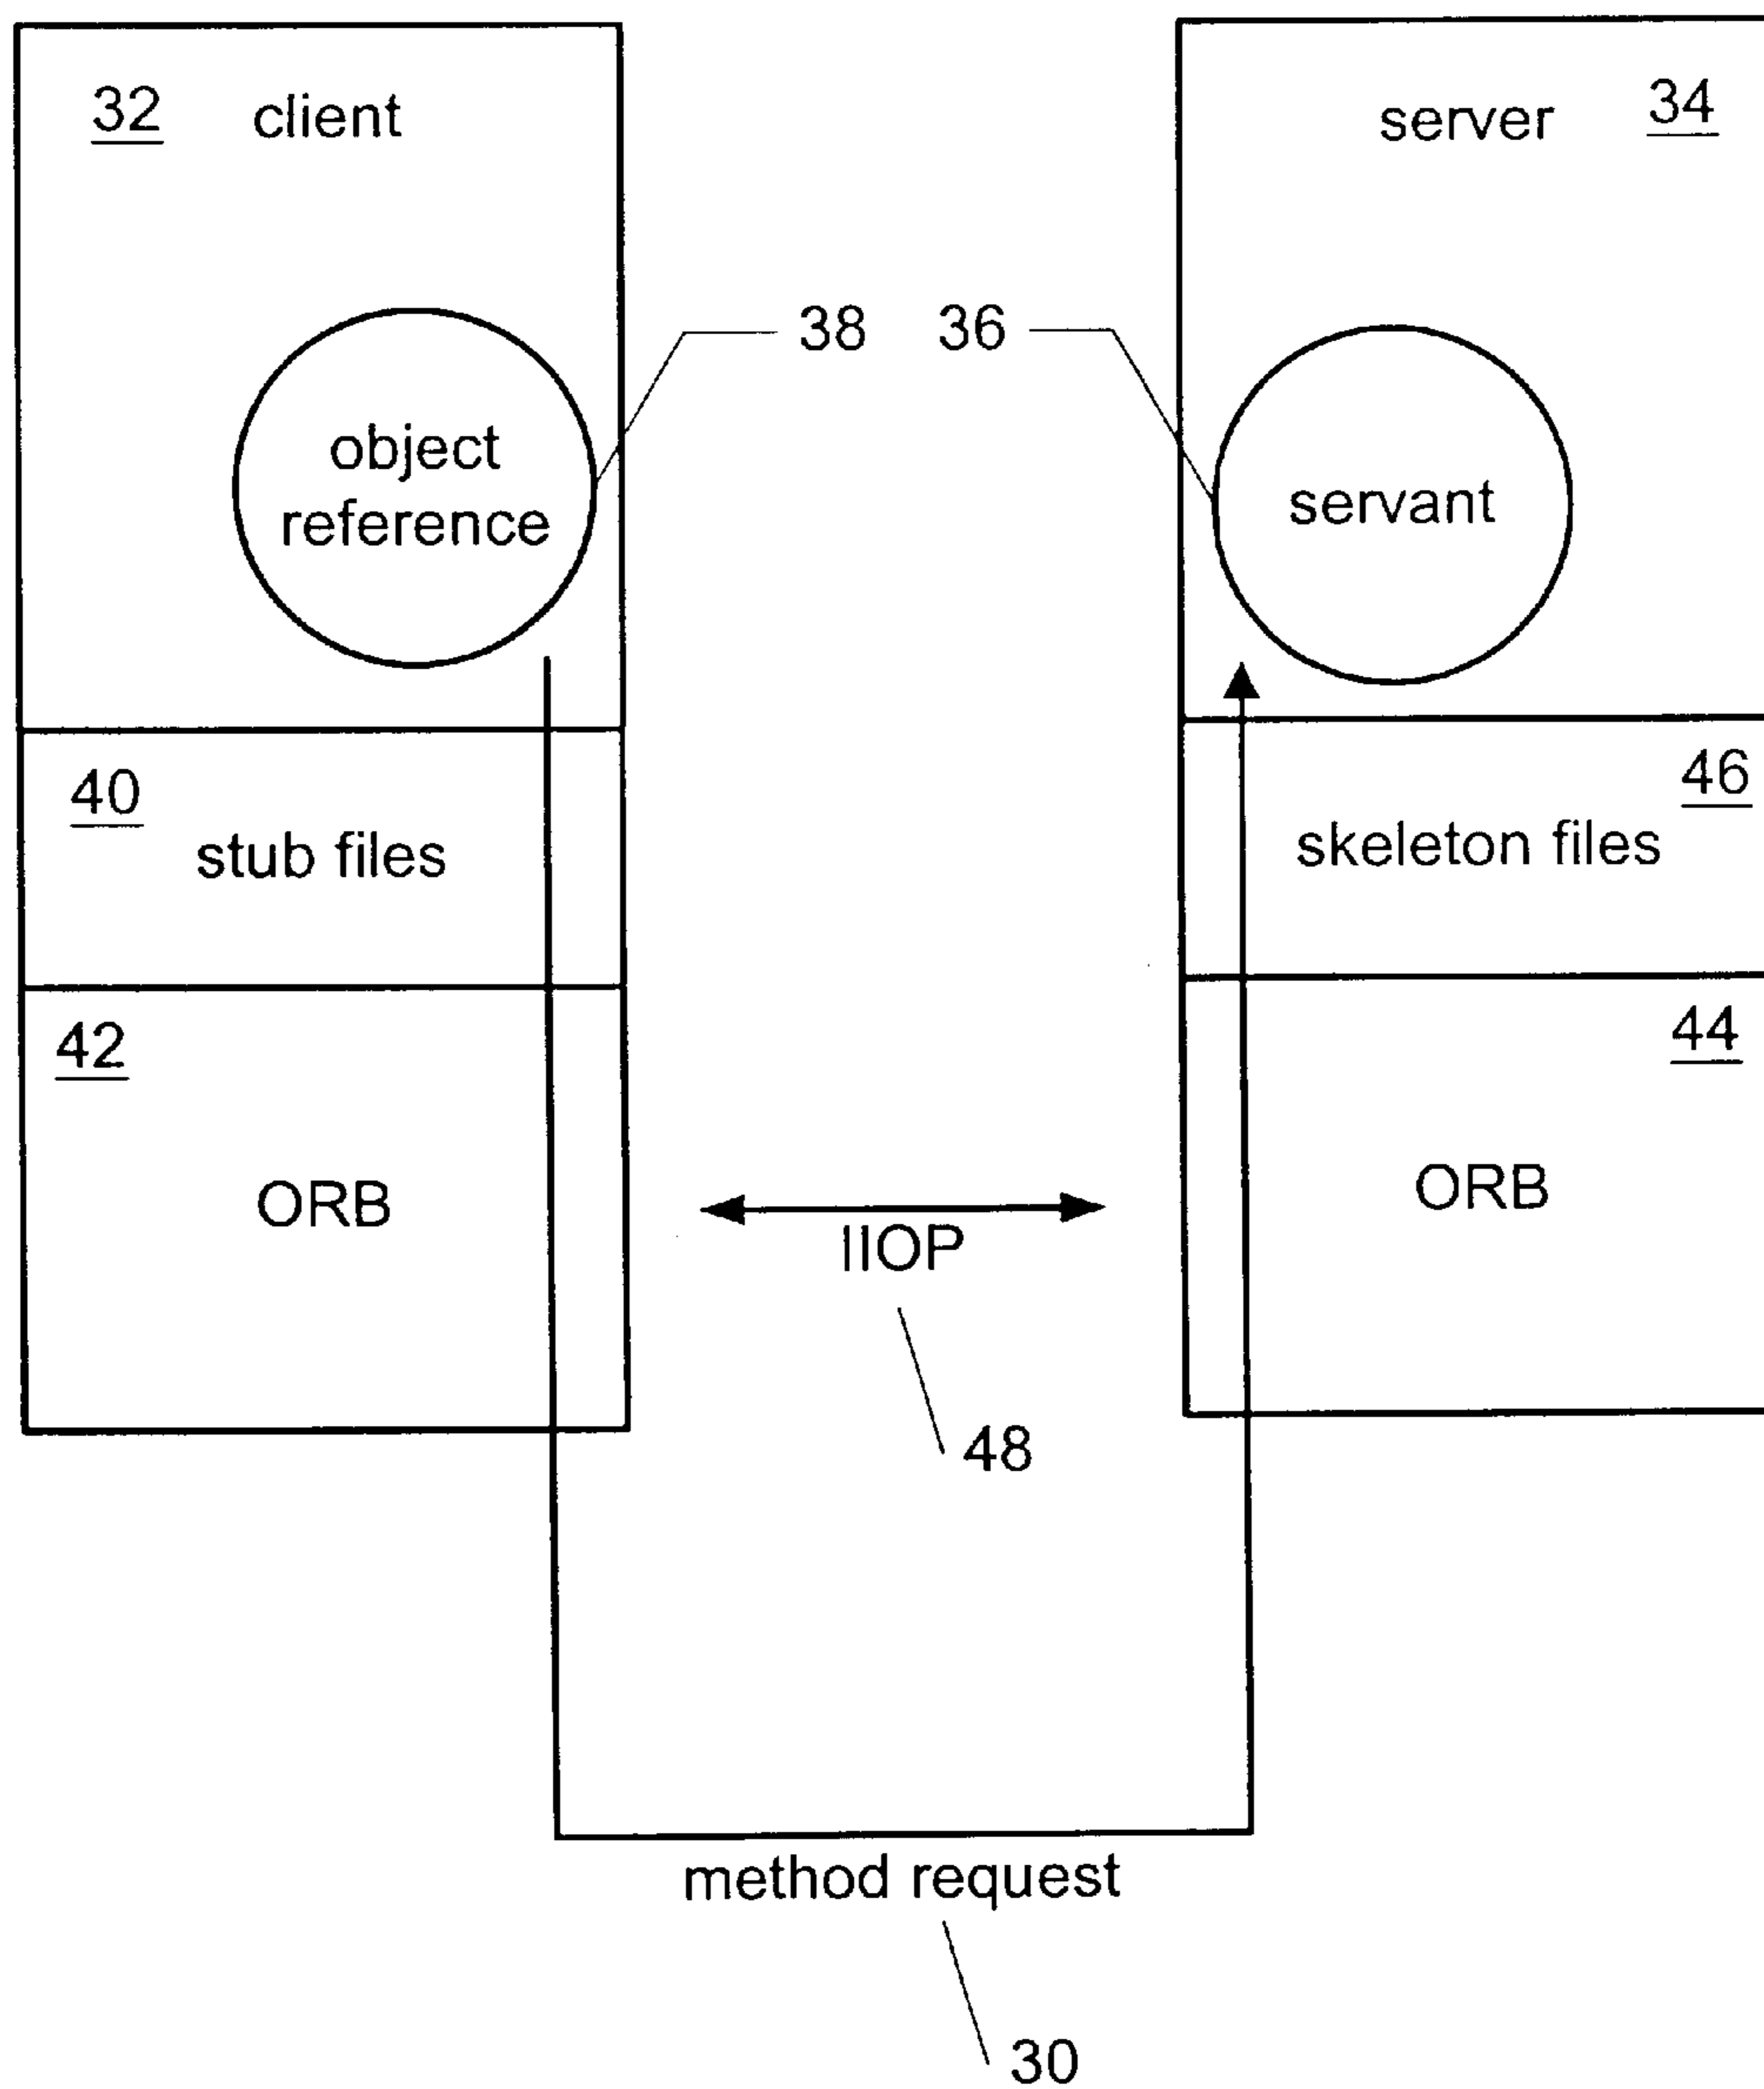 32 client
server 34
38 36
object
reference
servant
40
stub files
46
skeleton files
42
ORB
44
ORB
IIOP
48
method request
30